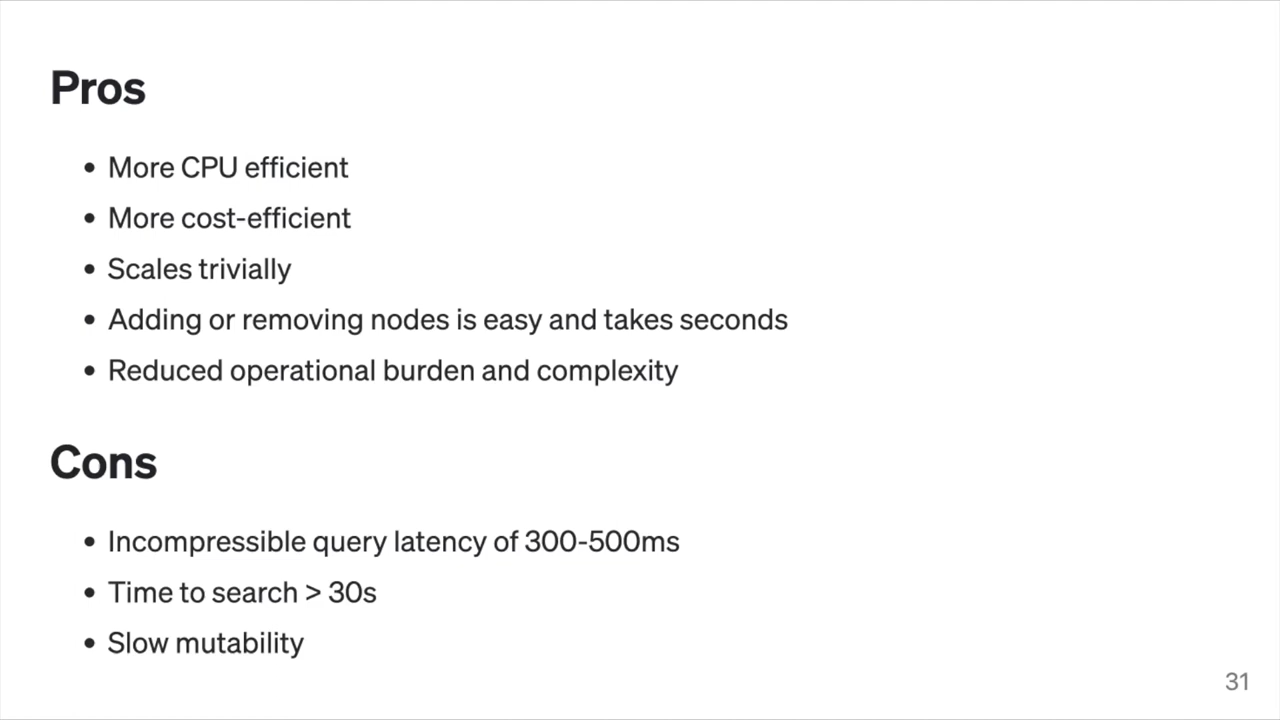 Pros
• More CPU efficient
• More cost-efficient
• Scales trivially
• Adding or removing nodes is easy and takes seconds
• Reduced operational burden and complexity
Cons
• Incompressible query latency of 300-500ms
• Time to search > 30s
• Slow mutability
31